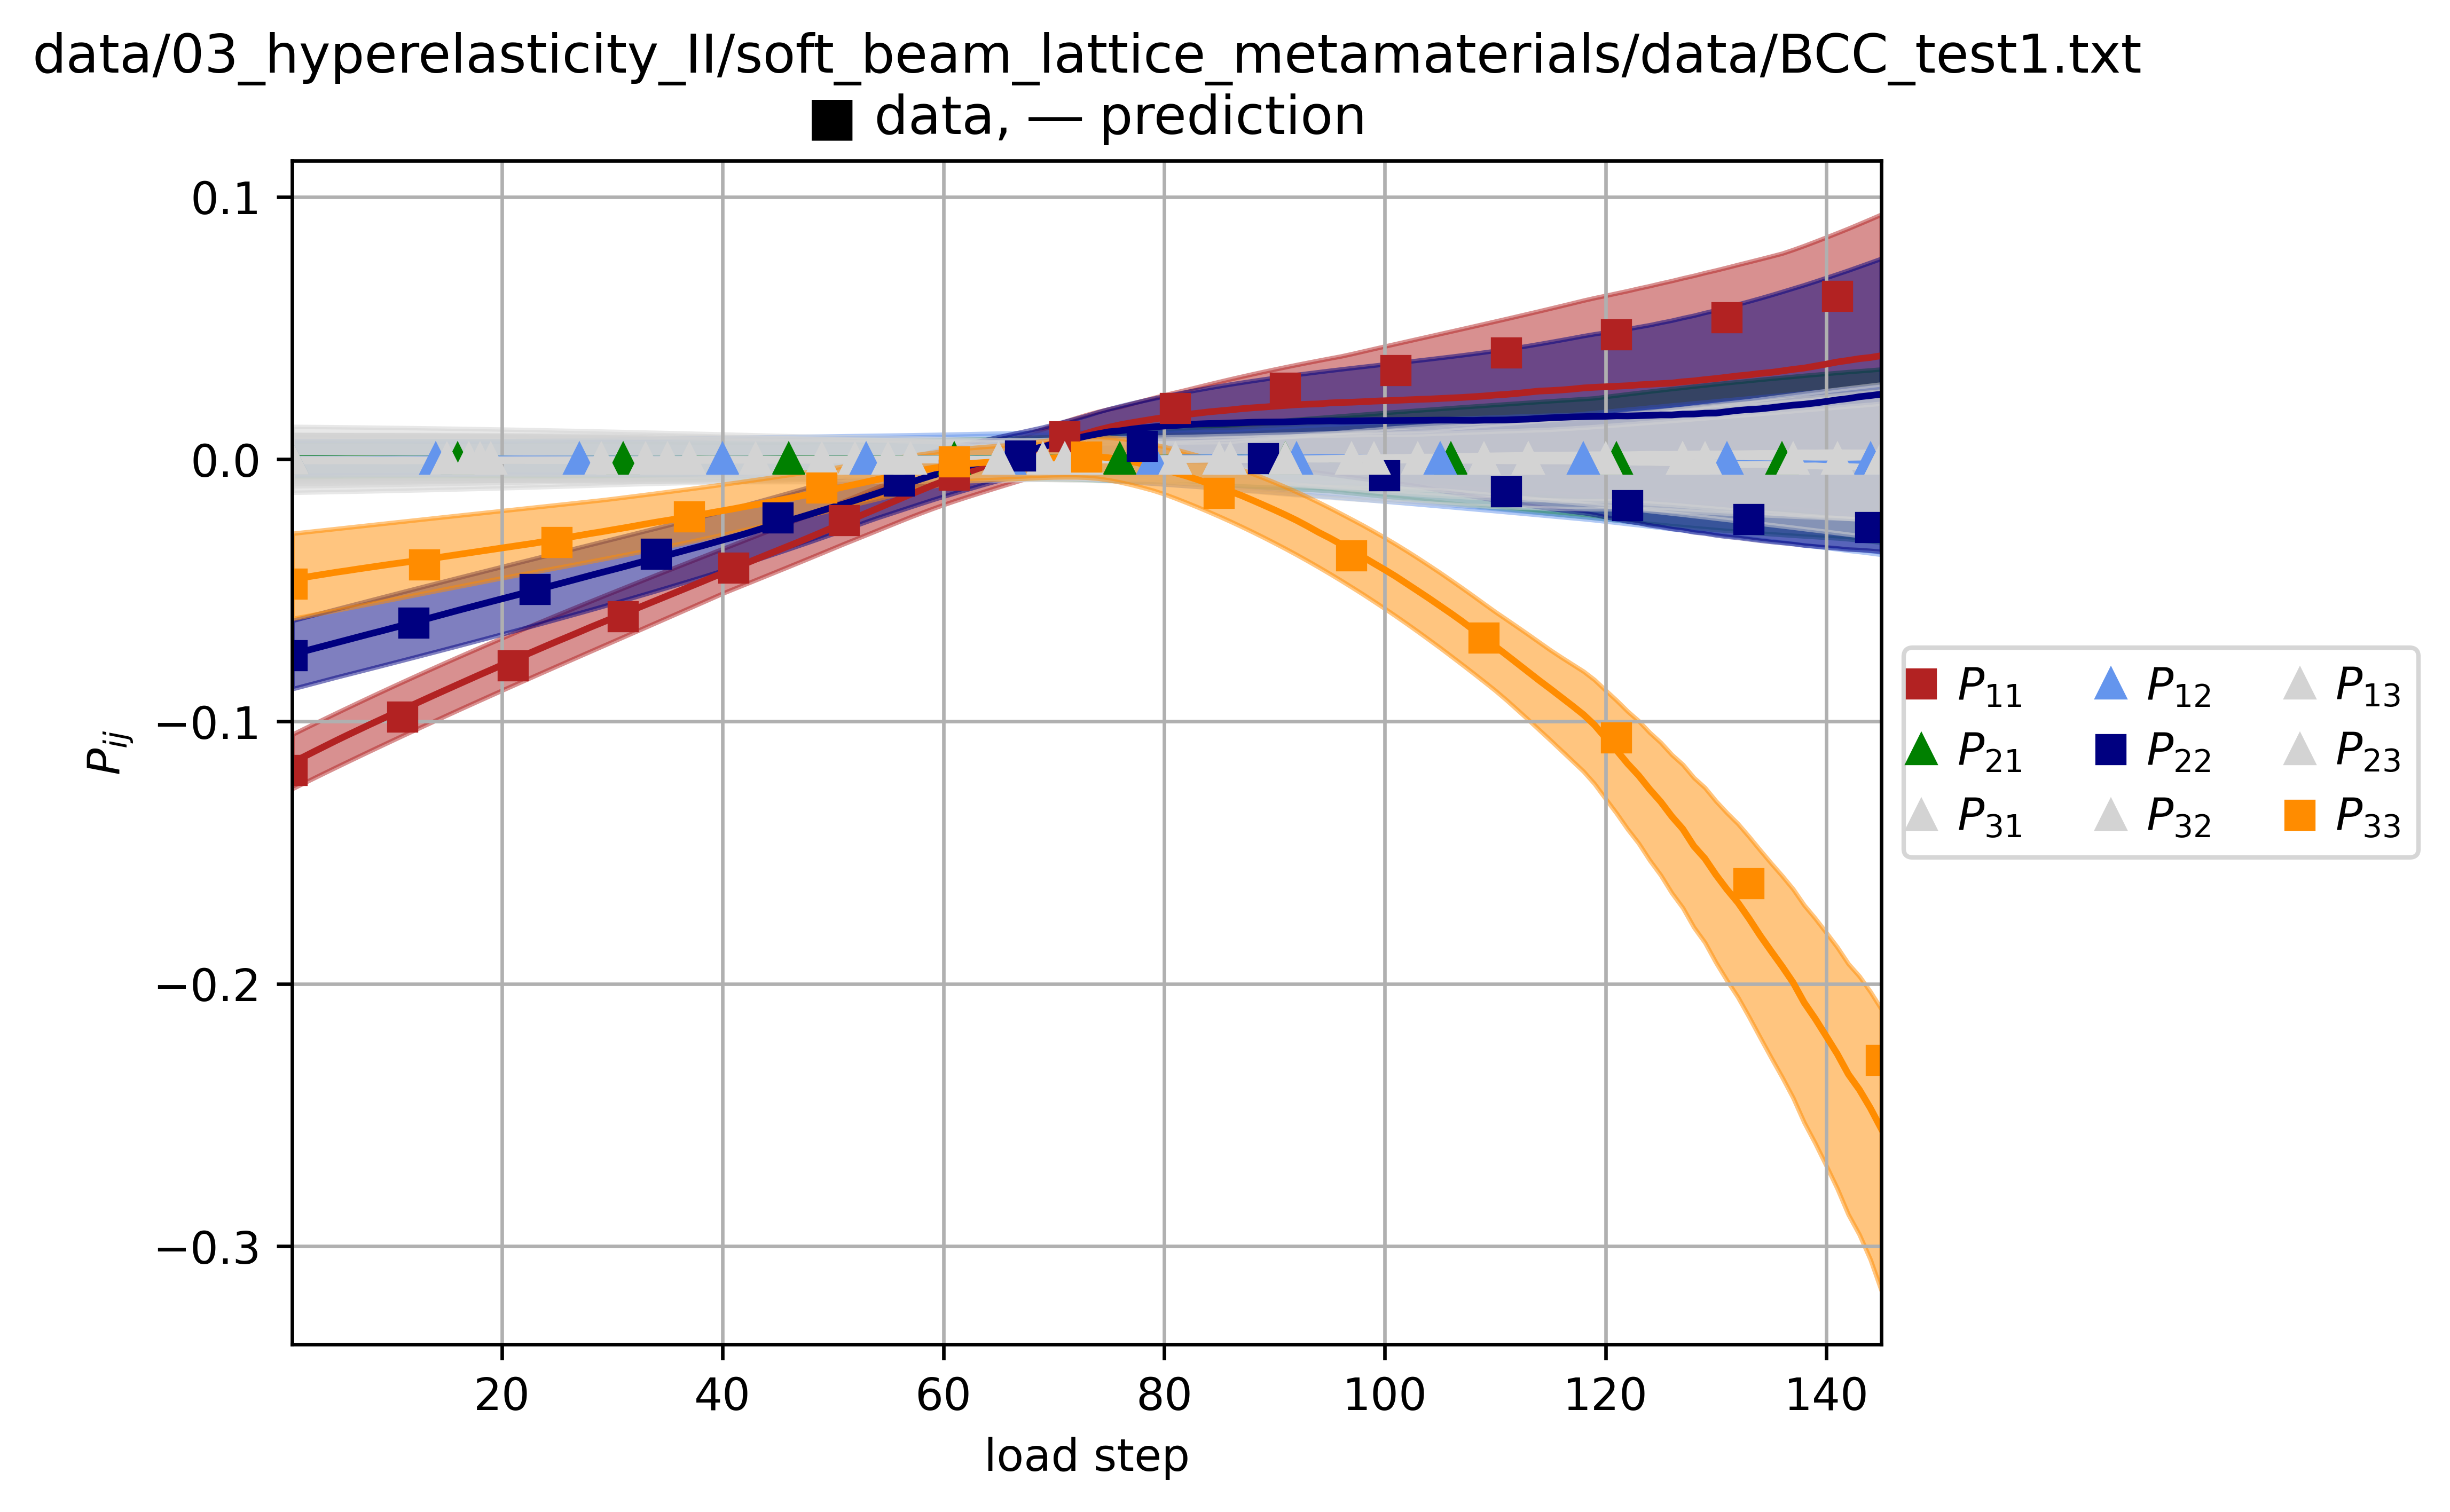 data/03_hyperelasticity_II/soft_beam_lattice_metamaterials/data/BCC_test1.txt
■ data, — prediction
0.1
0.0
−0.1
−0.2
−0.3
P_ij
20 40 60 80 100 120 140
load step
P_11 P_12 P_13
P_21 P_22 P_23
P_31 P_32 P_33